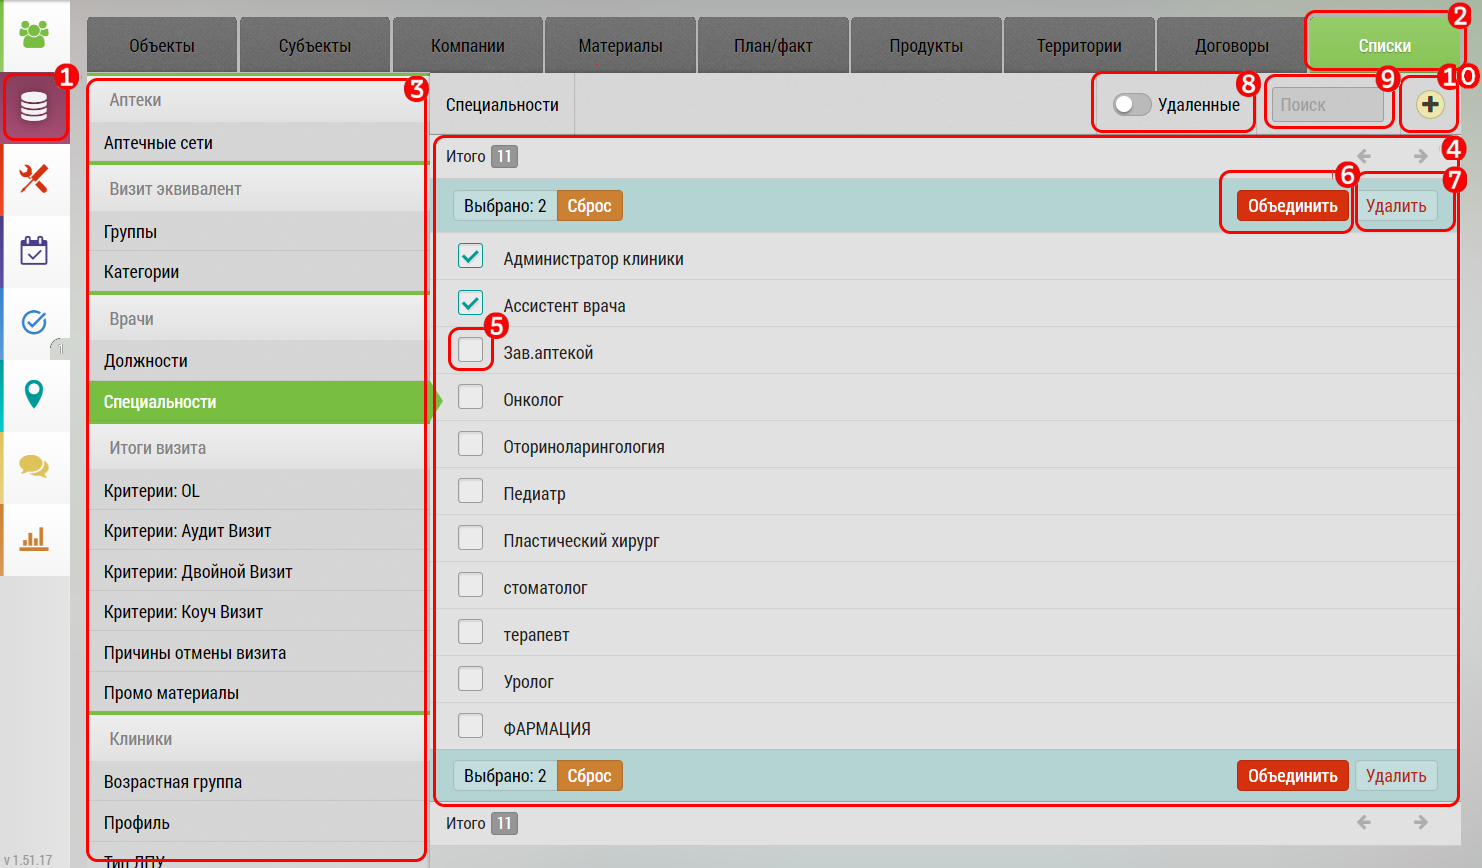 Объекты
Субъекты
Компании
Материалы
План/факт
Продукты
Территории
Договоры
Списки
2
1
3
Аптеки
Аптечные сети
Визит эквивалент
Группы
Категории
Врачи
Должности
Специальности
Итоги визита
Критерии: OL
Критерии: Аудит Визит
Критерии: Двойной Визит
Критерии: Коуч Визит
Причины отмены визита
Промо материалы
Клиники
Возрастная группа
Профиль
Тип ЛПУ
1
v 1.51.17
Специальности
Удаленные
8
Поиск
9
10
Итого 11
4
Выбрано: 2 Сброс
Объединить
6
Удалить
7
Администратор клиники
Ассистент врача
5
Зав.аптекой
Онколог
Оториноларингология
Педиатр
Пластический хирург
стоматолог
терапевт
Уролог
ФАРМАЦИЯ
Выбрано: 2 Сброс
Объединить
Удалить
Итого 11